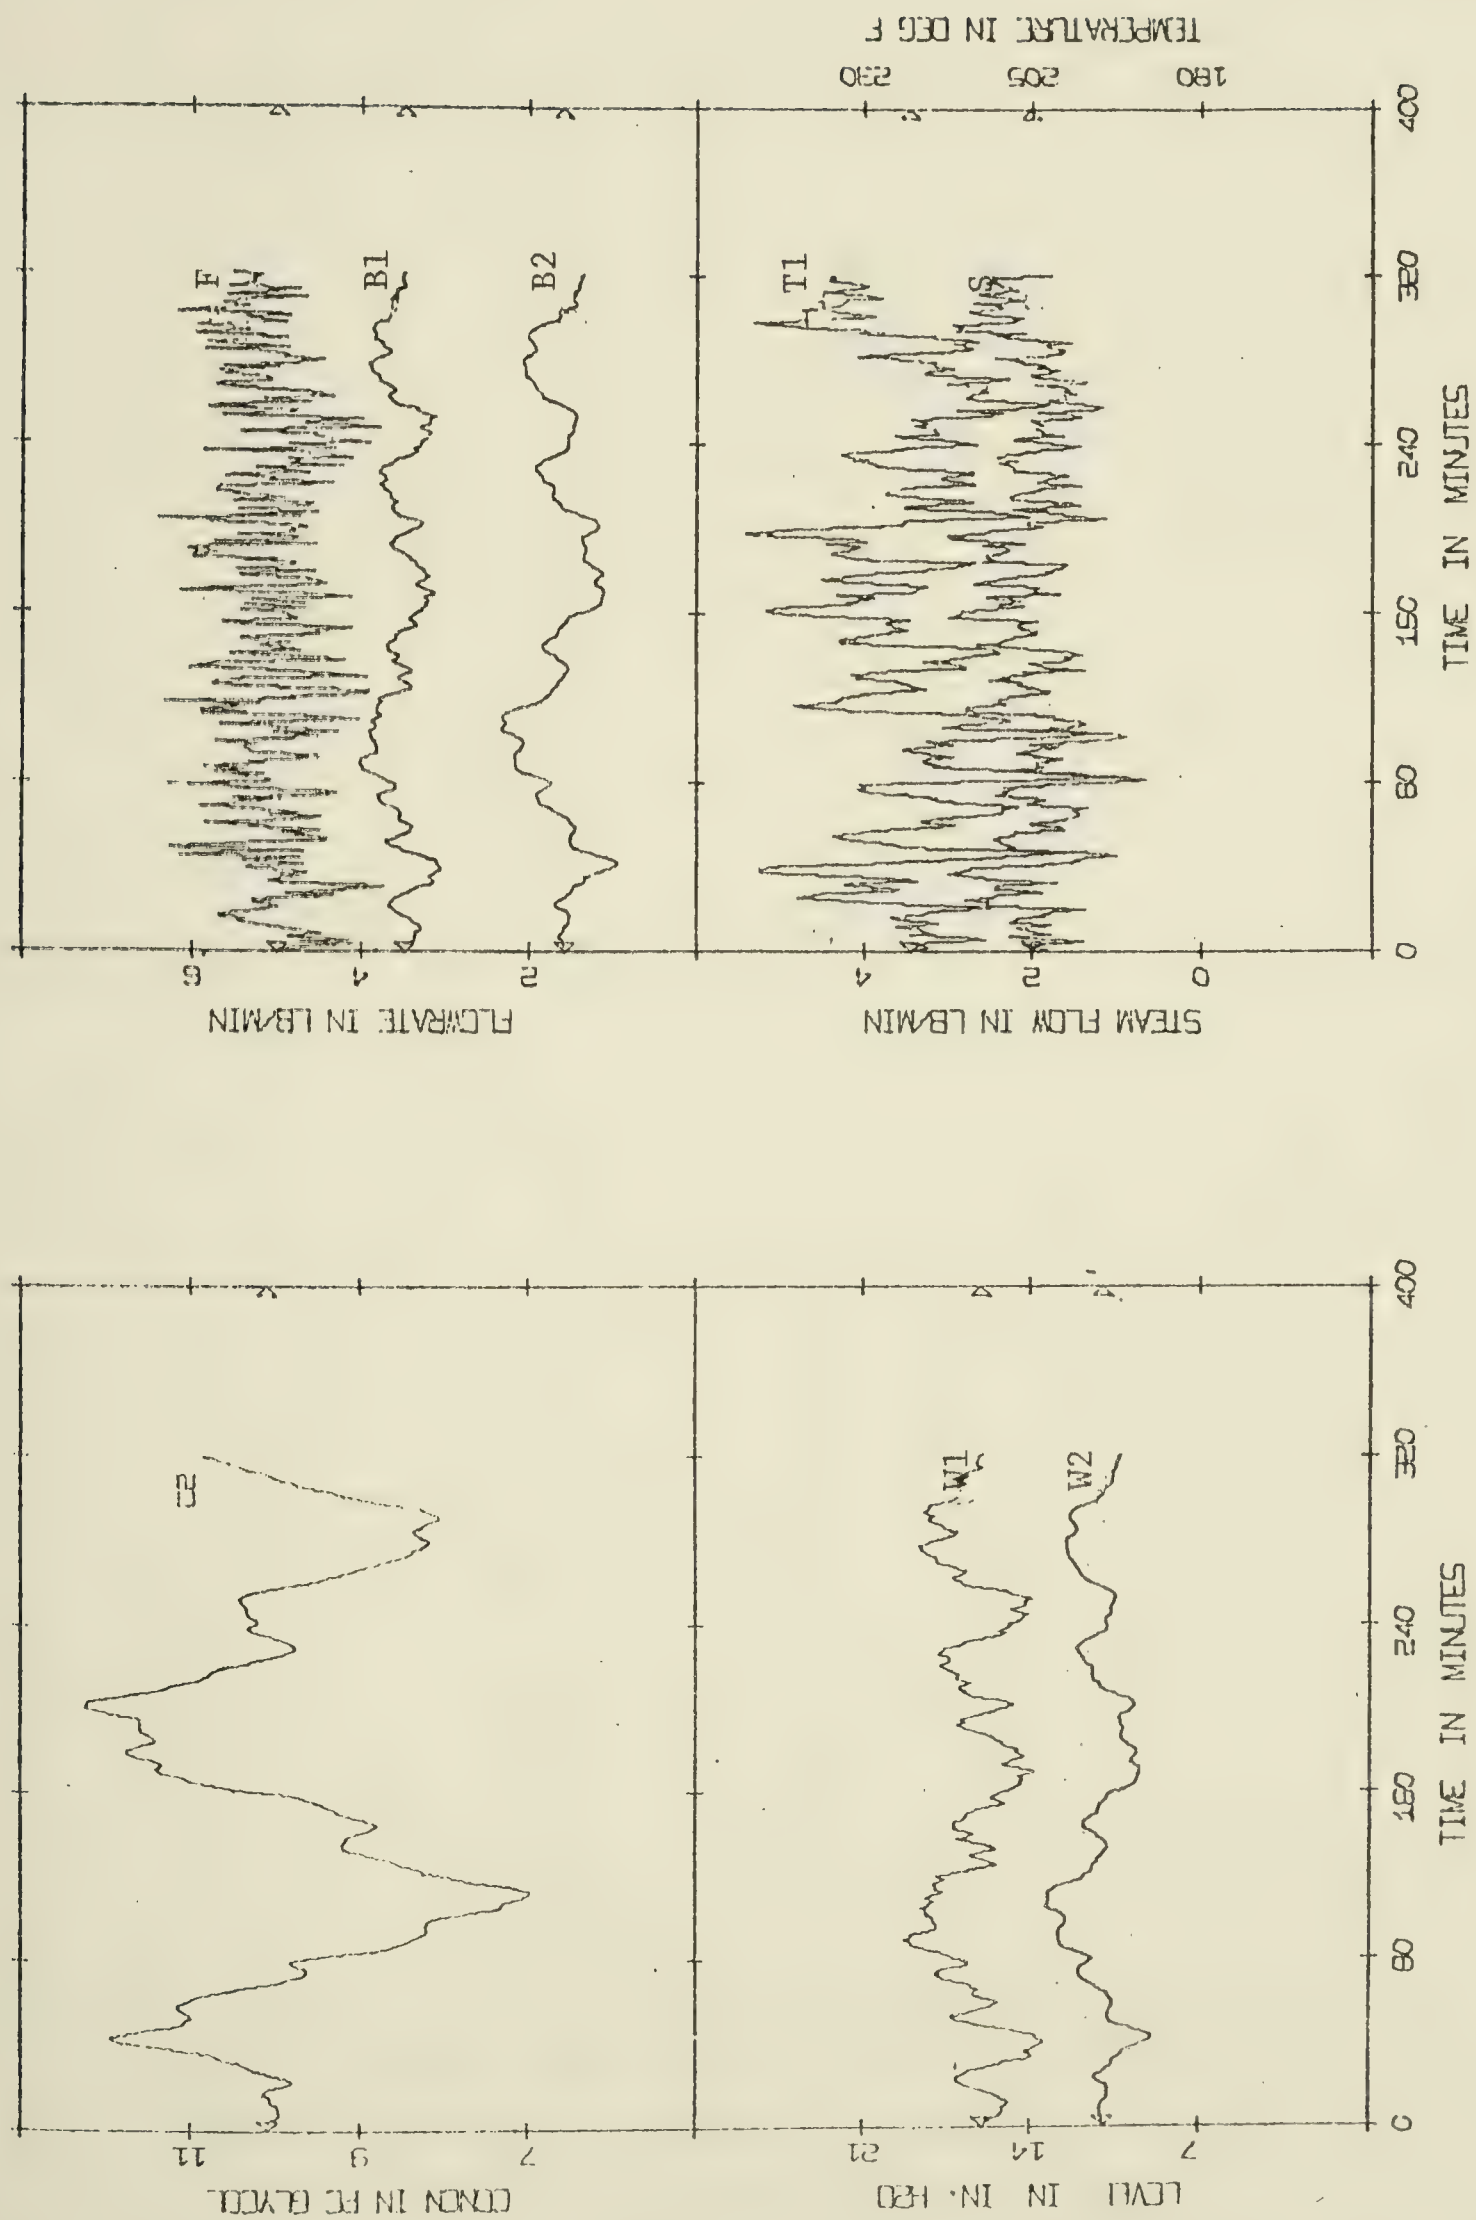 CONCN IN PC GLYCOL
11
9
7
C2
LEVEL IN IN. H2O
21
14
7
W1
W2
0
80
160
240
320
400
TIME IN MINUTES
FLOWRATE IN LB/MIN
6
4
2
F
B1
B2
STEAM FLOW IN LB/MIN
4
2
0
T1
S
TEMPERATURE IN DEG F
230
205
180
0
80
160
240
320
400
TIME IN MINUTES